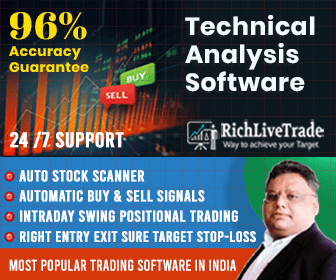 96%
Accuracy
Guarantee
Technical
Analysis
Software
BUY
SELL
24 /7 SUPPORT
RichLiveTrade
Way to achieve your Target
AUTO STOCK SCANNER
AUTOMATIC BUY & SELL SIGNALS
INTRADAY SWING POSITIONAL TRADING
RIGHT ENTRY EXIT SURE TARGET STOP-LOSS
MOST POPULAR TRADING SOFTWARE IN INDIA